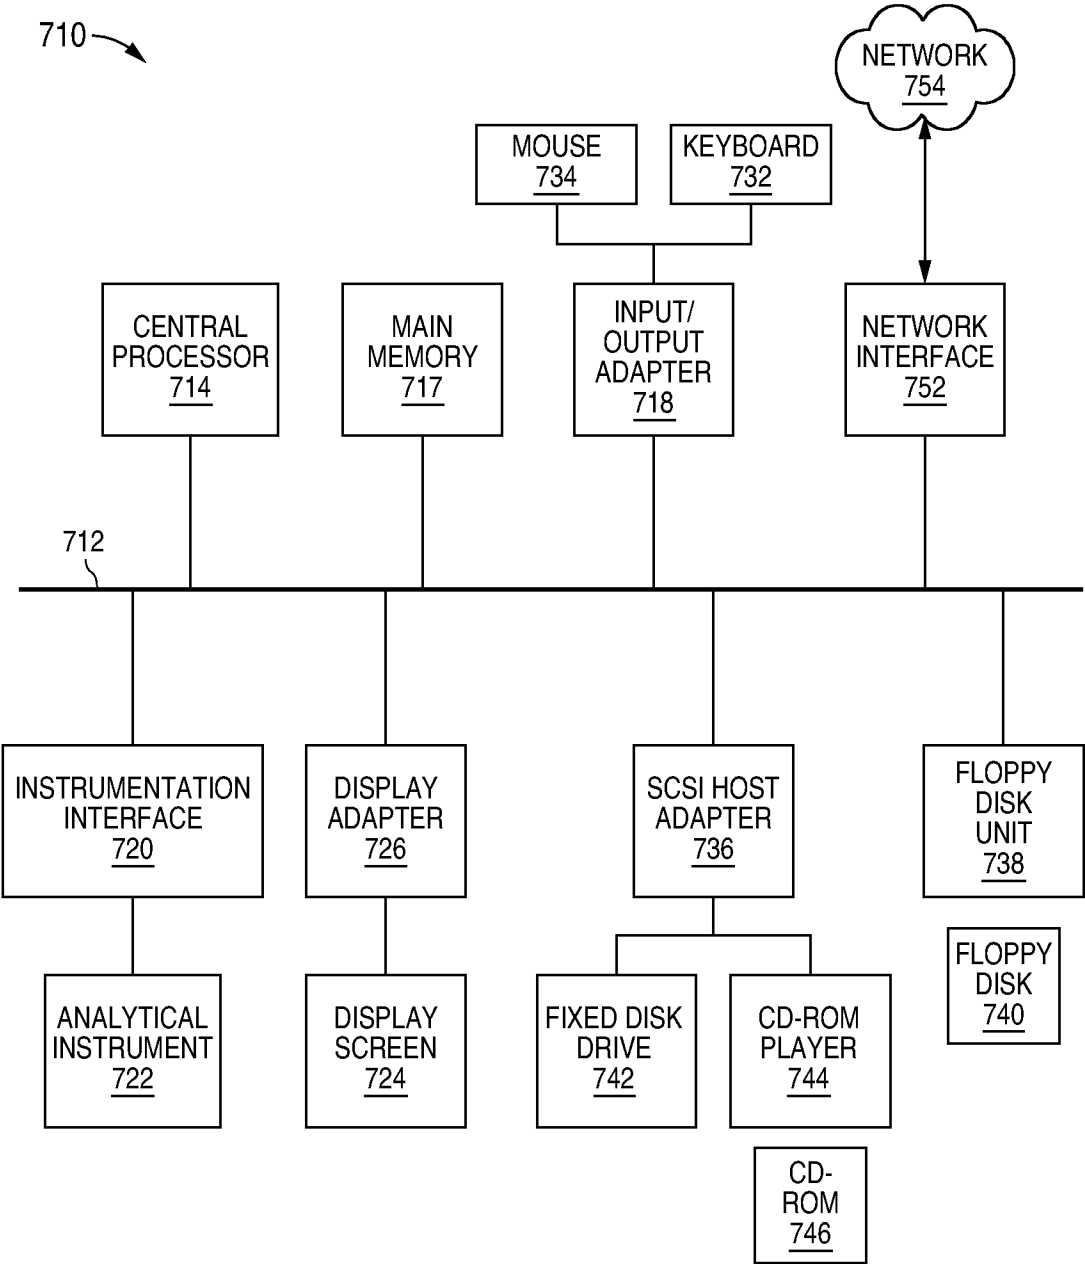 710
NETWORK
754
MOUSE
734
KEYBOARD
732
CENTRAL
PROCESSOR
714
MAIN
MEMORY
717
INPUT/
OUTPUT
ADAPTER
718
NETWORK
INTERFACE
752
712
INSTRUMENTATION
INTERFACE
720
DISPLAY
ADAPTER
726
SCSI HOST
ADAPTER
736
FLOPPY
DISK
UNIT
738
ANALYTICAL
INSTRUMENT
722
DISPLAY
SCREEN
724
FIXED DISK
DRIVE
742
CD-ROM
PLAYER
744
FLOPPY
DISK
740
CD-
ROM
746